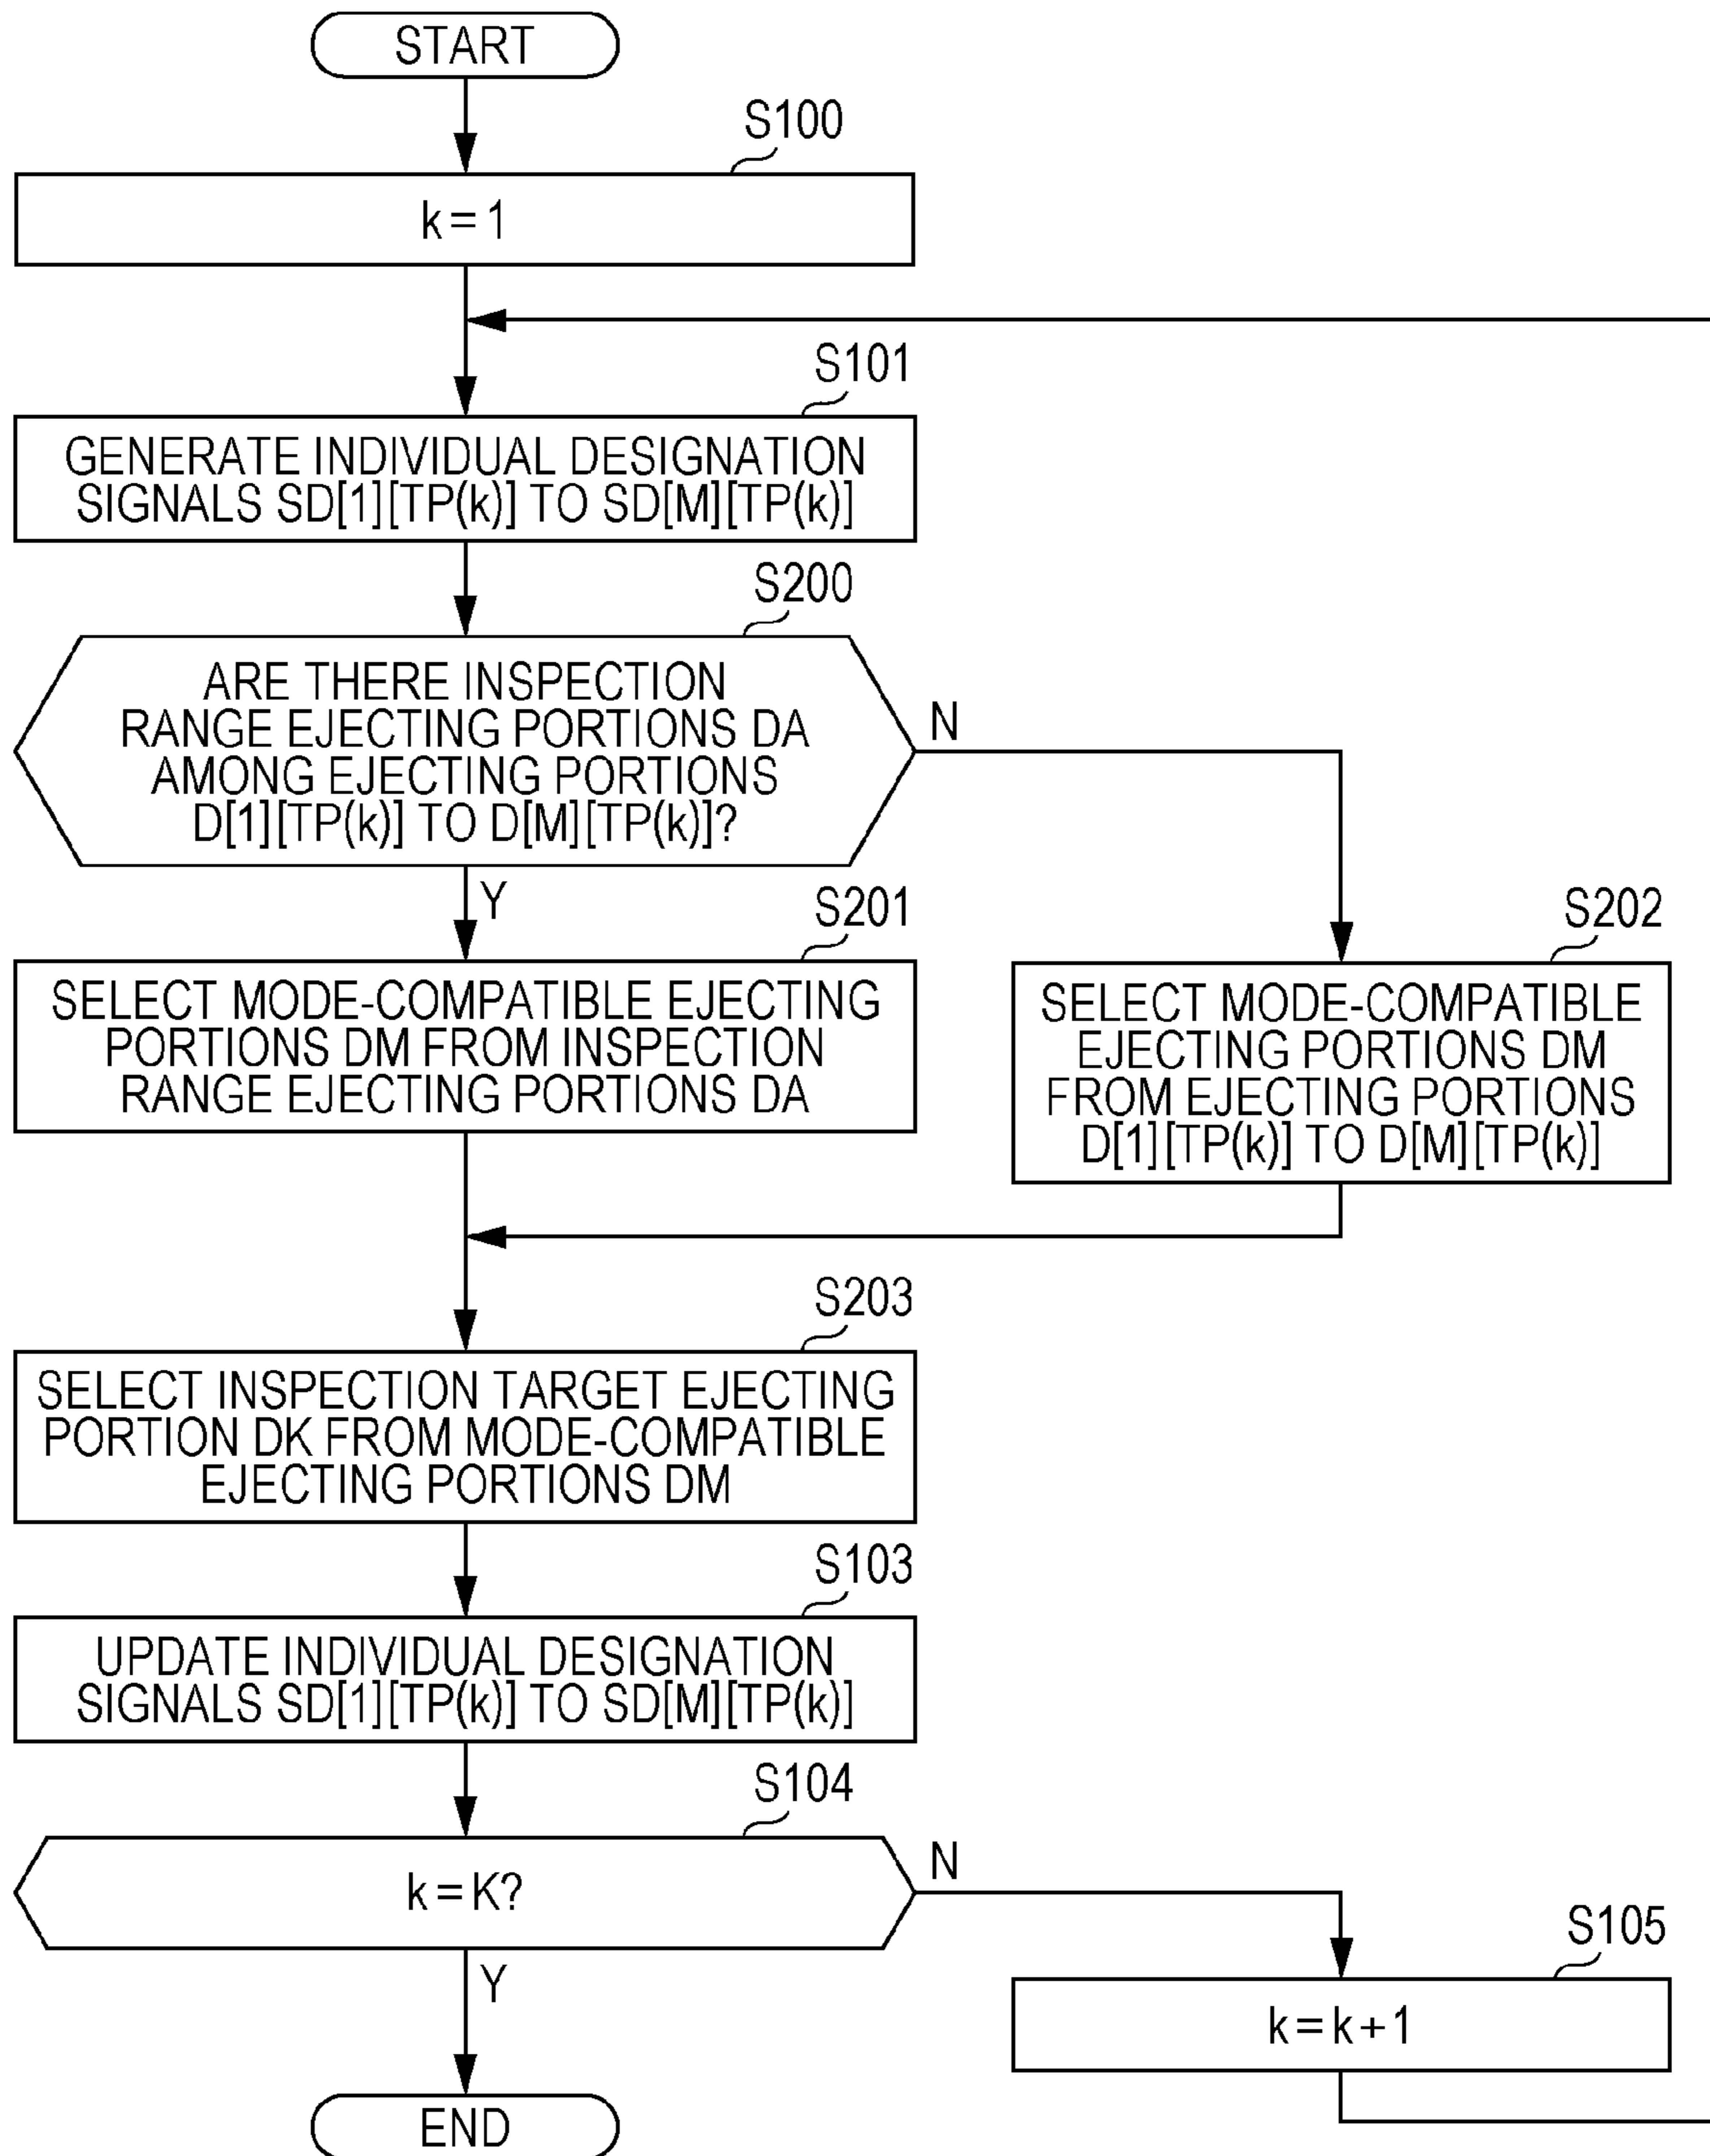 START
S100
k=1
S101
GENERATE INDIVIDUAL DESIGNATION
SIGNALS SD[1][TP(k)] TO SD[M][TP(k)]
S200
ARE THERE INSPECTION
RANGE EJECTING PORTIONS DA
AMONG EJECTING PORTIONS
D[1][TP(k)] TO D[M][TP(k)]?
N
Y
S201
SELECT MODE-COMPATIBLE EJECTING
PORTIONS DM FROM INSPECTION
RANGE EJECTING PORTIONS DA
S202
SELECT MODE-COMPATIBLE
EJECTING PORTIONS DM
FROM EJECTING PORTIONS
D[1][TP(k)] TO D[M][TP(k)]
S203
SELECT INSPECTION TARGET EJECTING
PORTION DK FROM MODE-COMPATIBLE
EJECTING PORTIONS DM
S103
UPDATE INDIVIDUAL DESIGNATION
SIGNALS SD[1][TP(k)] TO SD[M][TP(k)]
S104
k=K?
N
Y
S105
k=k+1
END